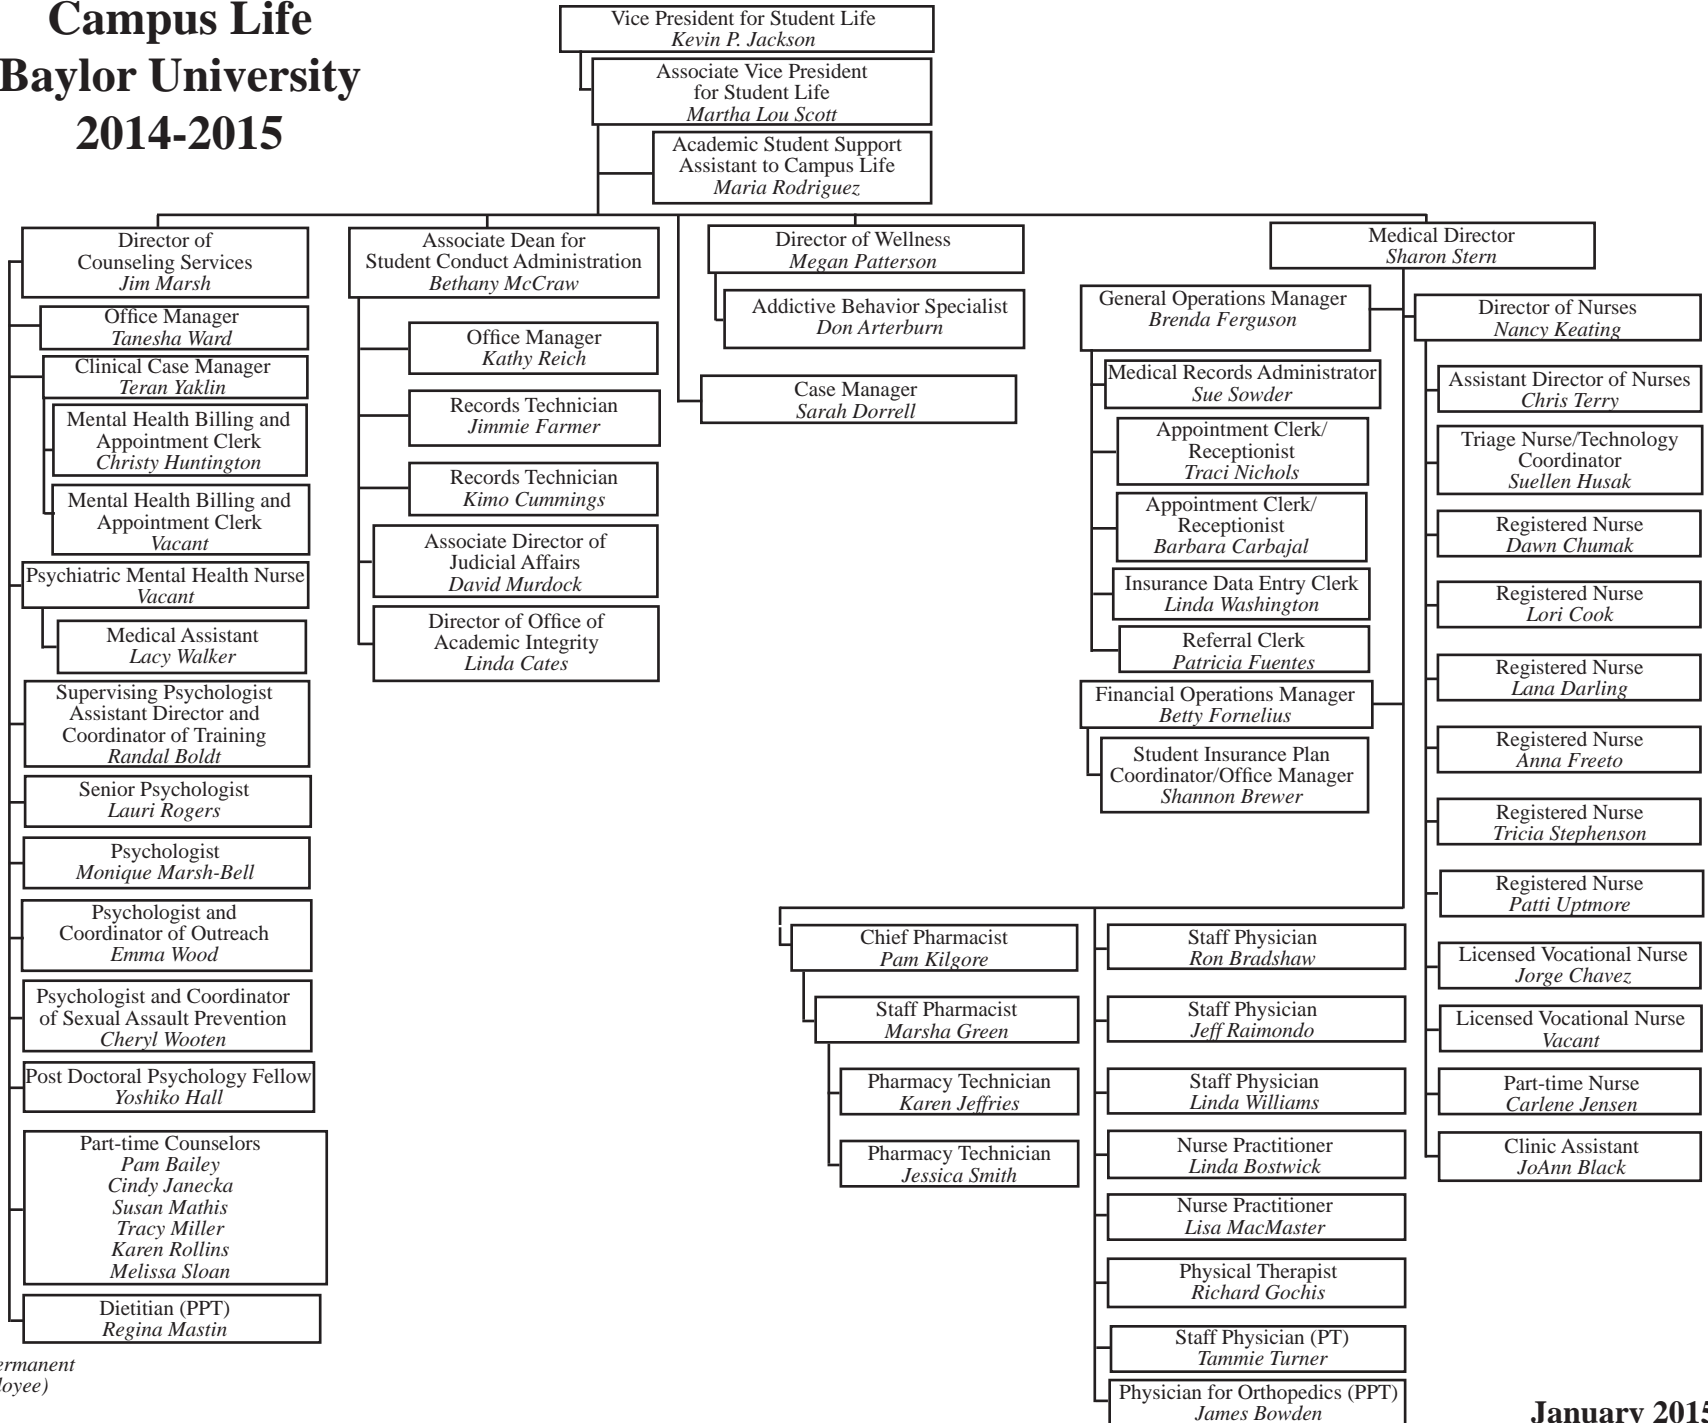 Campus Life
Baylor University
2014-2015
Vice President for Student Life
Kevin P. Jackson
Associate Vice President
for Student Life
Martha Lou Scott
Academic Student Support
Assistant to Campus Life
Maria Rodriguez
Director of
Counseling Services
Jim Marsh
Office Manager
Tanesha Ward
Clinical Case Manager
Teran Yaklin
Mental Health Billing and
Appointment Clerk
Christy Huntington
Mental Health Billing and
Appointment Clerk
Vacant
Psychiatric Mental Health Nurse
Vacant
Medical Assistant
Lacy Walker
Supervising Psychologist
Assistant Director and
Coordinator of Training
Randal Boldt
Senior Psychologist
Lauri Rogers
Psychologist
Monique Marsh-Bell
Psychologist and
Coordinator of Outreach
Emma Wood
Psychologist and Coordinator
of Sexual Assault Prevention
Cheryl Wooten
Post Doctoral Psychology Fellow
Yoshiko Hall
Part-time Counselors
Pam Bailey
Cindy Janecka
Susan Mathis
Tracy Miller
Karen Rollins
Melissa Sloan
Dietitian (PPT)
Regina Mastin
ermanent
loyee)
Associate Dean for
Student Conduct Administration
Bethany McCraw
Office Manager
Kathy Reich
Records Technician
Jimmie Farmer
Records Technician
Kimo Cummings
Associate Director of
Judicial Affairs
David Murdock
Director of Office of
Academic Integrity
Linda Cates
Director of Wellness
Megan Patterson
Addictive Behavior Specialist
Don Arterburn
Case Manager
Sarah Dorrell
Medical Director
Sharon Stern
General Operations Manager
Brenda Ferguson
Medical Records Administrator
Sue Sowder
Appointment Clerk/
Receptionist
Traci Nichols
Appointment Clerk/
Receptionist
Barbara Carbajal
Insurance Data Entry Clerk
Linda Washington
Referral Clerk
Patricia Fuentes
Financial Operations Manager
Betty Fornelius
Student Insurance Plan
Coordinator/Office Manager
Shannon Brewer
Chief Pharmacist
Pam Kilgore
Staff Pharmacist
Marsha Green
Pharmacy Technician
Karen Jeffries
Pharmacy Technician
Jessica Smith
Staff Physician
Ron Bradshaw
Staff Physician
Jeff Raimondo
Staff Physician
Linda Williams
Nurse Practitioner
Linda Bostwick
Nurse Practitioner
Lisa MacMaster
Physical Therapist
Richard Gochis
Staff Physician (PT)
Tammie Turner
Physician for Orthopedics (PPT)
James Bowden
Director of Nurses
Nancy Keating
Assistant Director of Nurses
Chris Terry
Triage Nurse/Technology
Coordinator
Suellen Husak
Registered Nurse
Dawn Chumak
Registered Nurse
Lori Cook
Registered Nurse
Lana Darling
Registered Nurse
Anna Freeto
Registered Nurse
Tricia Stephenson
Registered Nurse
Patti Uptmore
Licensed Vocational Nurse
Jorge Chavez
Licensed Vocational Nurse
Vacant
Part-time Nurse
Carlene Jensen
Clinic Assistant
JoAnn Black
January 2015